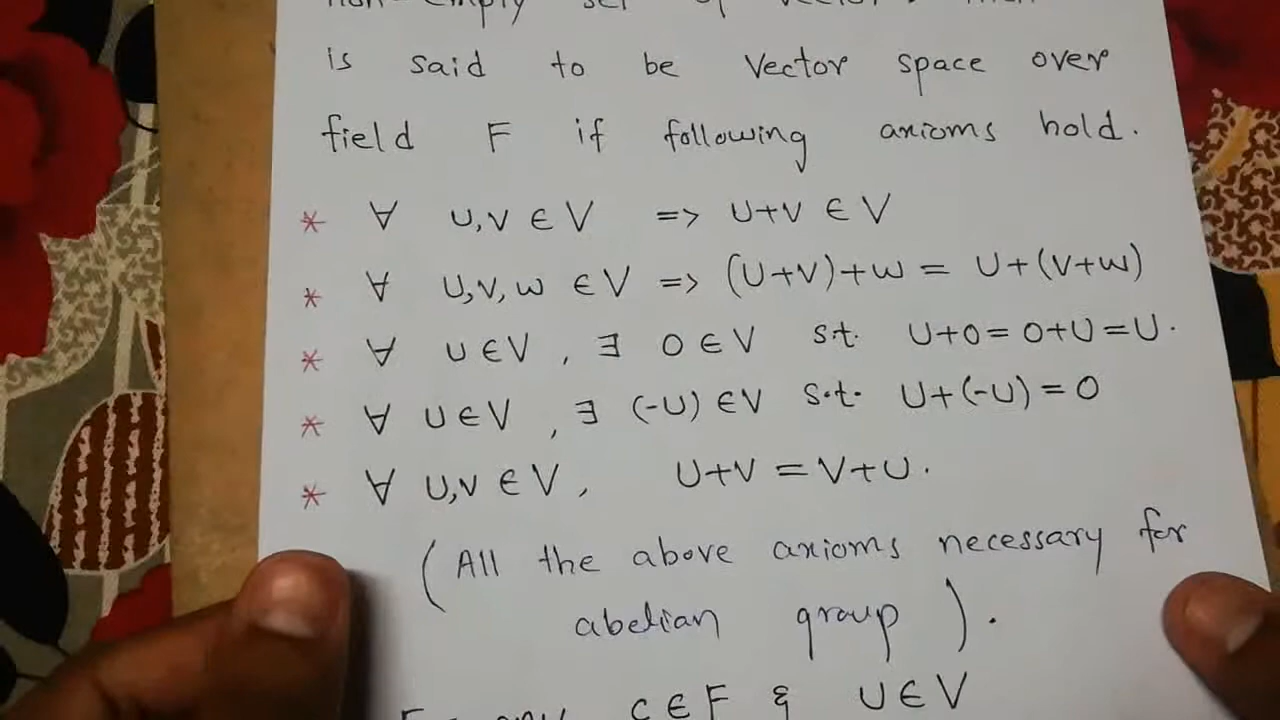 is said to be Vector space over
field F if following axioms hold.
* ∀ U,V ∈ V => U+V ∈ V
* ∀ U,V,W ∈ V => (U+V)+W = U+(V+W)
* ∀ U∈V, ∃ 0∈V s.t. U+0=0+U=U.
* ∀ U∈V, ∃ (-U)∈V s.t. U+(-U)=0
* ∀ U,V ∈ V, U+V = V+U.
(All the above axioms necessary for
abelian group).
any C∈F & U∈V